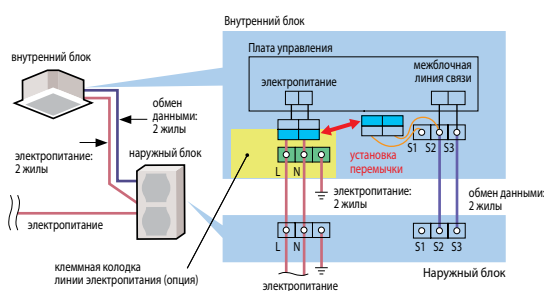 Внутренний блок
Плата управления
внутренний блок
межблочная
линия связи
электропитание
обмен
данными:
2 жилы
S1 S2 S3
электропитание:
2 жилы
наружный блок
L N
установка
перемычки
электропитание:
2 жилы
обмен данными:
2 жилы
электропитание
L N
S1 S2 S3
клеммная колодка
линии электропитания (опция)
Наружный блок
электропитание